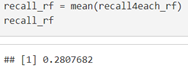 recall_rf = mean(recall4each_rf)
recall_rf
## [1] 0.2807682